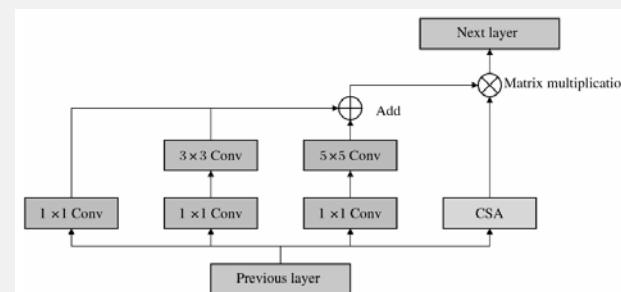 Next layer
Matrix multiplicatio
Add
3×3 Conv
5×5 Conv
1×1 Conv
1×1 Conv
1×1 Conv
CSA
Previous layer